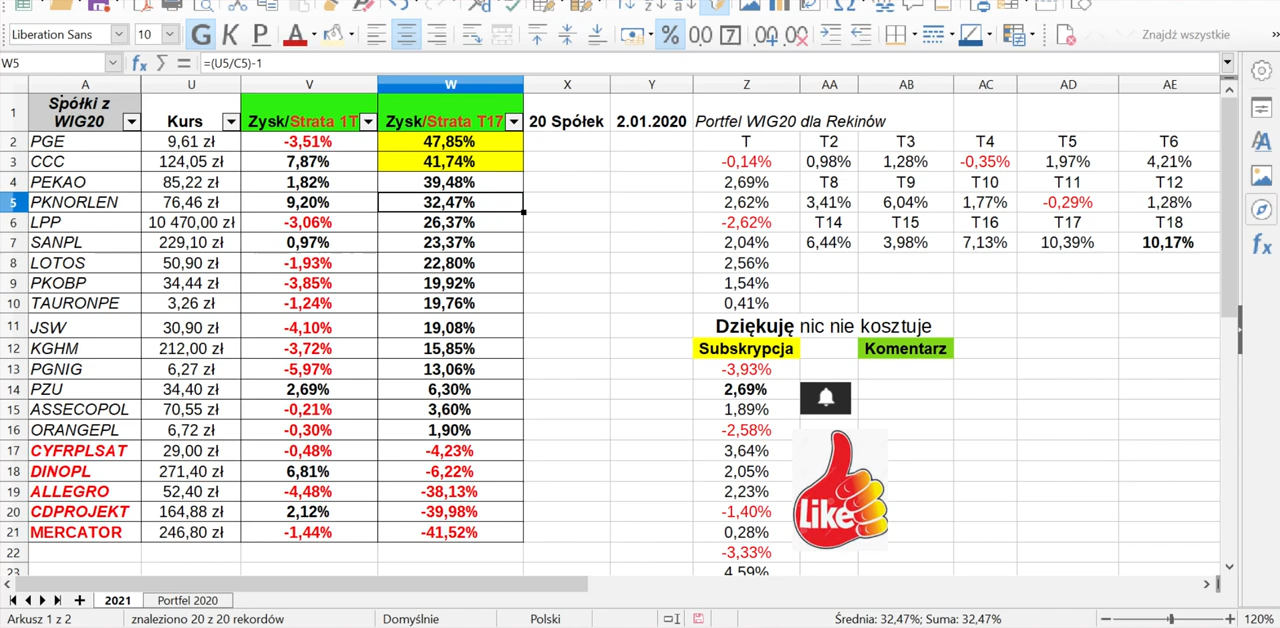 Liberation Sans 10 G K P A % 0,0 7 Znajdź wszystkie
W5 fx Σ = =(U5/C5)-1
A U V W X Y Z AA AB AC AD AE
1 Spółki z WIG20 Kurs Zysk/Strata 1T Zysk/Strata T17 20 Spółek 2.01.2020 Portfel WIG20 dla Rekinów
2 PGE 9,61 zł -3,51% 47,85% T T2 T3 T4 T5 T6
3 CCC 124,05 zł 7,87% 41,74% -0,14% 0,98% 1,28% -0,35% 1,97% 4,21%
4 PEKAO 85,22 zł 1,82% 39,48% 2,69% T8 T9 T10 T11 T12
5 PKNORLEN 76,46 zł 9,20% 32,47% 2,62% 3,41% 6,04% 1,77% -0,29% 1,28%
6 LPP 10 470,00 zł -3,06% 26,37% -2,62% T14 T15 T16 T17 T18
7 SANPL 229,10 zł 0,97% 23,37% 2,04% 6,44% 3,98% 7,13% 10,39% 10,17%
8 LOTOS 50,90 zł -1,93% 22,80% 2,56%
9 PKOBP 34,44 zł -3,85% 19,92% 1,54%
10 TAURONPE 3,26 zł -1,24% 19,76% 0,41%
11 JSW 30,90 zł -4,10% 19,08% Dziękuję nic nie kosztuje
12 KGHM 212,00 zł -3,72% 15,85% Subskrypcja Komentarz
13 PGNIG 6,27 zł -5,97% 13,06% -3,93%
14 PZU 34,40 zł 2,69% 6,30% 2,69%
15 ASSECOPOL 70,55 zł -0,21% 3,60% 1,89%
16 ORANGEPL 6,72 zł -0,30% 1,90% -2,58%
17 CYFRPLSAT 29,00 zł -0,48% -4,23% 3,64%
18 DINOPL 271,40 zł 6,81% -6,22% 2,05%
19 ALLEGRO 52,40 zł -4,48% -38,13% 2,23%
Like
20 CDPROJEKT 164,88 zł 2,12% -39,98% -1,40%
21 MERCATOR 246,80 zł -1,44% -41,52% 0,28%
22 -3,33%
23 4,59%
2021 Portfel 2020
Arkusz 1 z 2 znaleziono 20 z 20 rekordów Domyślnie Polski Średnia: 32,47%; Suma: 32,47% 120%